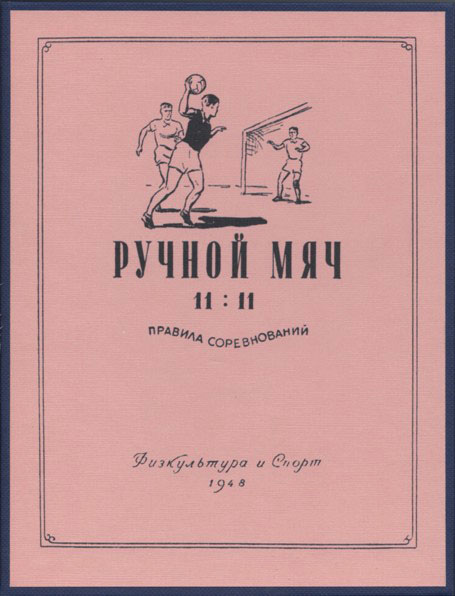 РУЧНОЙ МЯЧ
11 : 11
ПРАВИЛА СОРЕВНОВАНИЙ
Физкультура и Спорт
1948